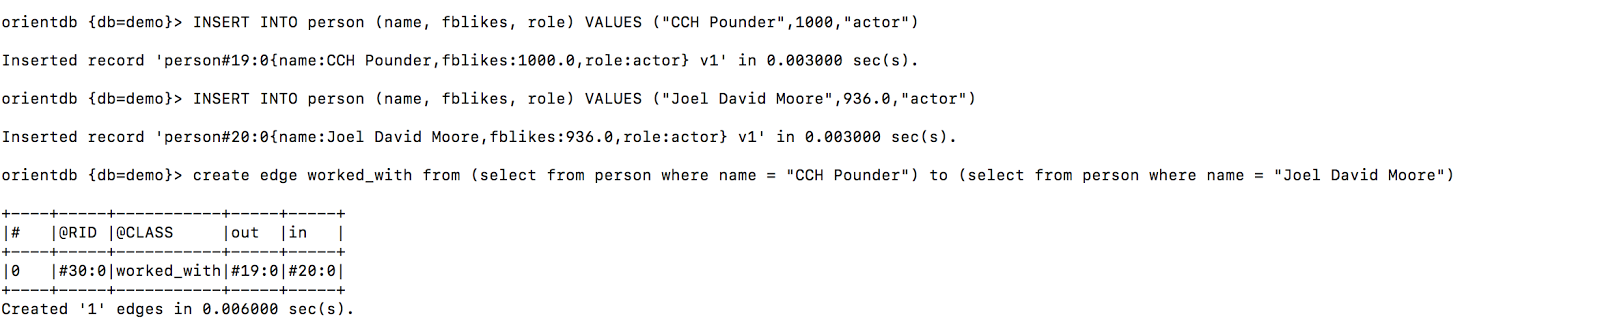 orientdb {db=demo}> INSERT INTO person (name, fblikes, role) VALUES ("CCH Pounder",1000,"actor")
Inserted record 'person#19:0{name:CCH Pounder,fblikes:1000.0,role:actor} v1' in 0.003000 sec(s).
orientdb {db=demo}> INSERT INTO person (name, fblikes, role) VALUES ("Joel David Moore",936.0,"actor")
Inserted record 'person#20:0{name:Joel David Moore,fblikes:936.0,role:actor} v1' in 0.003000 sec(s).
orientdb {db=demo}> create edge worked_with from (select from person where name = "CCH Pounder") to (select from person where name = "Joel David Moore")
+----+-----+-----------+-----+-----+
|#   |@RID |@CLASS     |out  |in   |
+----+-----+-----------+-----+-----+
|0   |#30:0|worked_with|#19:0|#20:0|
+----+-----+-----------+-----+-----+
Created '1' edges in 0.006000 sec(s).